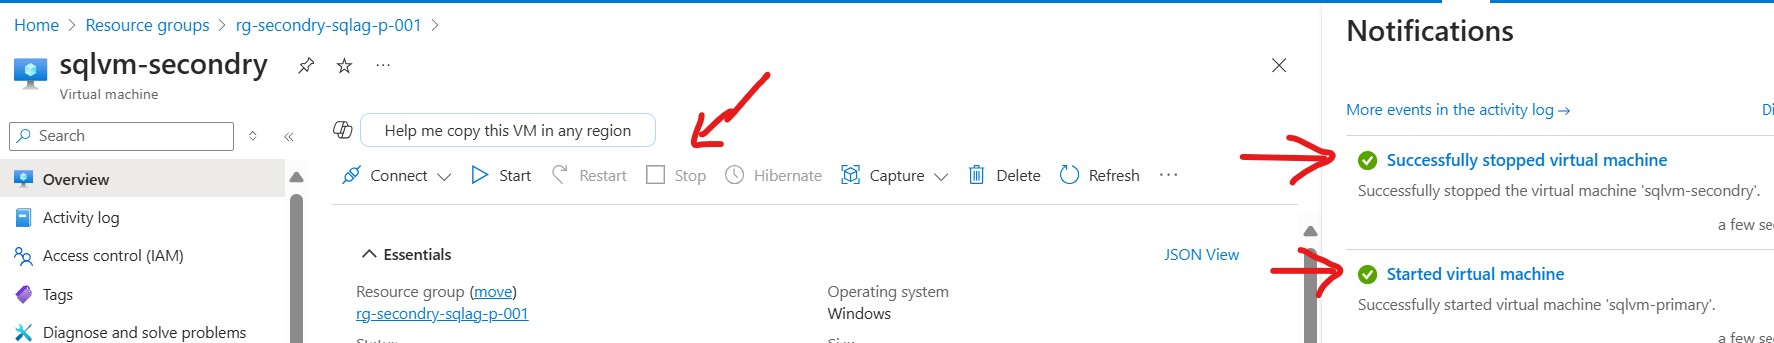 Home > Resource groups > rg-secondry-sqlag-p-001 >
sqlvm-secondry
Virtual machine
Search
Overview
Activity log
Access control (IAM)
Tags
Diagnose and solve problems
Help me copy this VM in any region
Connect Start Restart Stop Hibernate Capture Delete Refresh
Essentials
JSON View
Resource group (move)
rg-secondry-sqlag-p-001
Operating system
Windows
Notifications
More events in the activity log →
Successfully stopped virtual machine
Successfully stopped the virtual machine 'sqlvm-secondry'.
a few se
Started virtual machine
Successfully started virtual machine 'sqlvm-primary'.
a few se